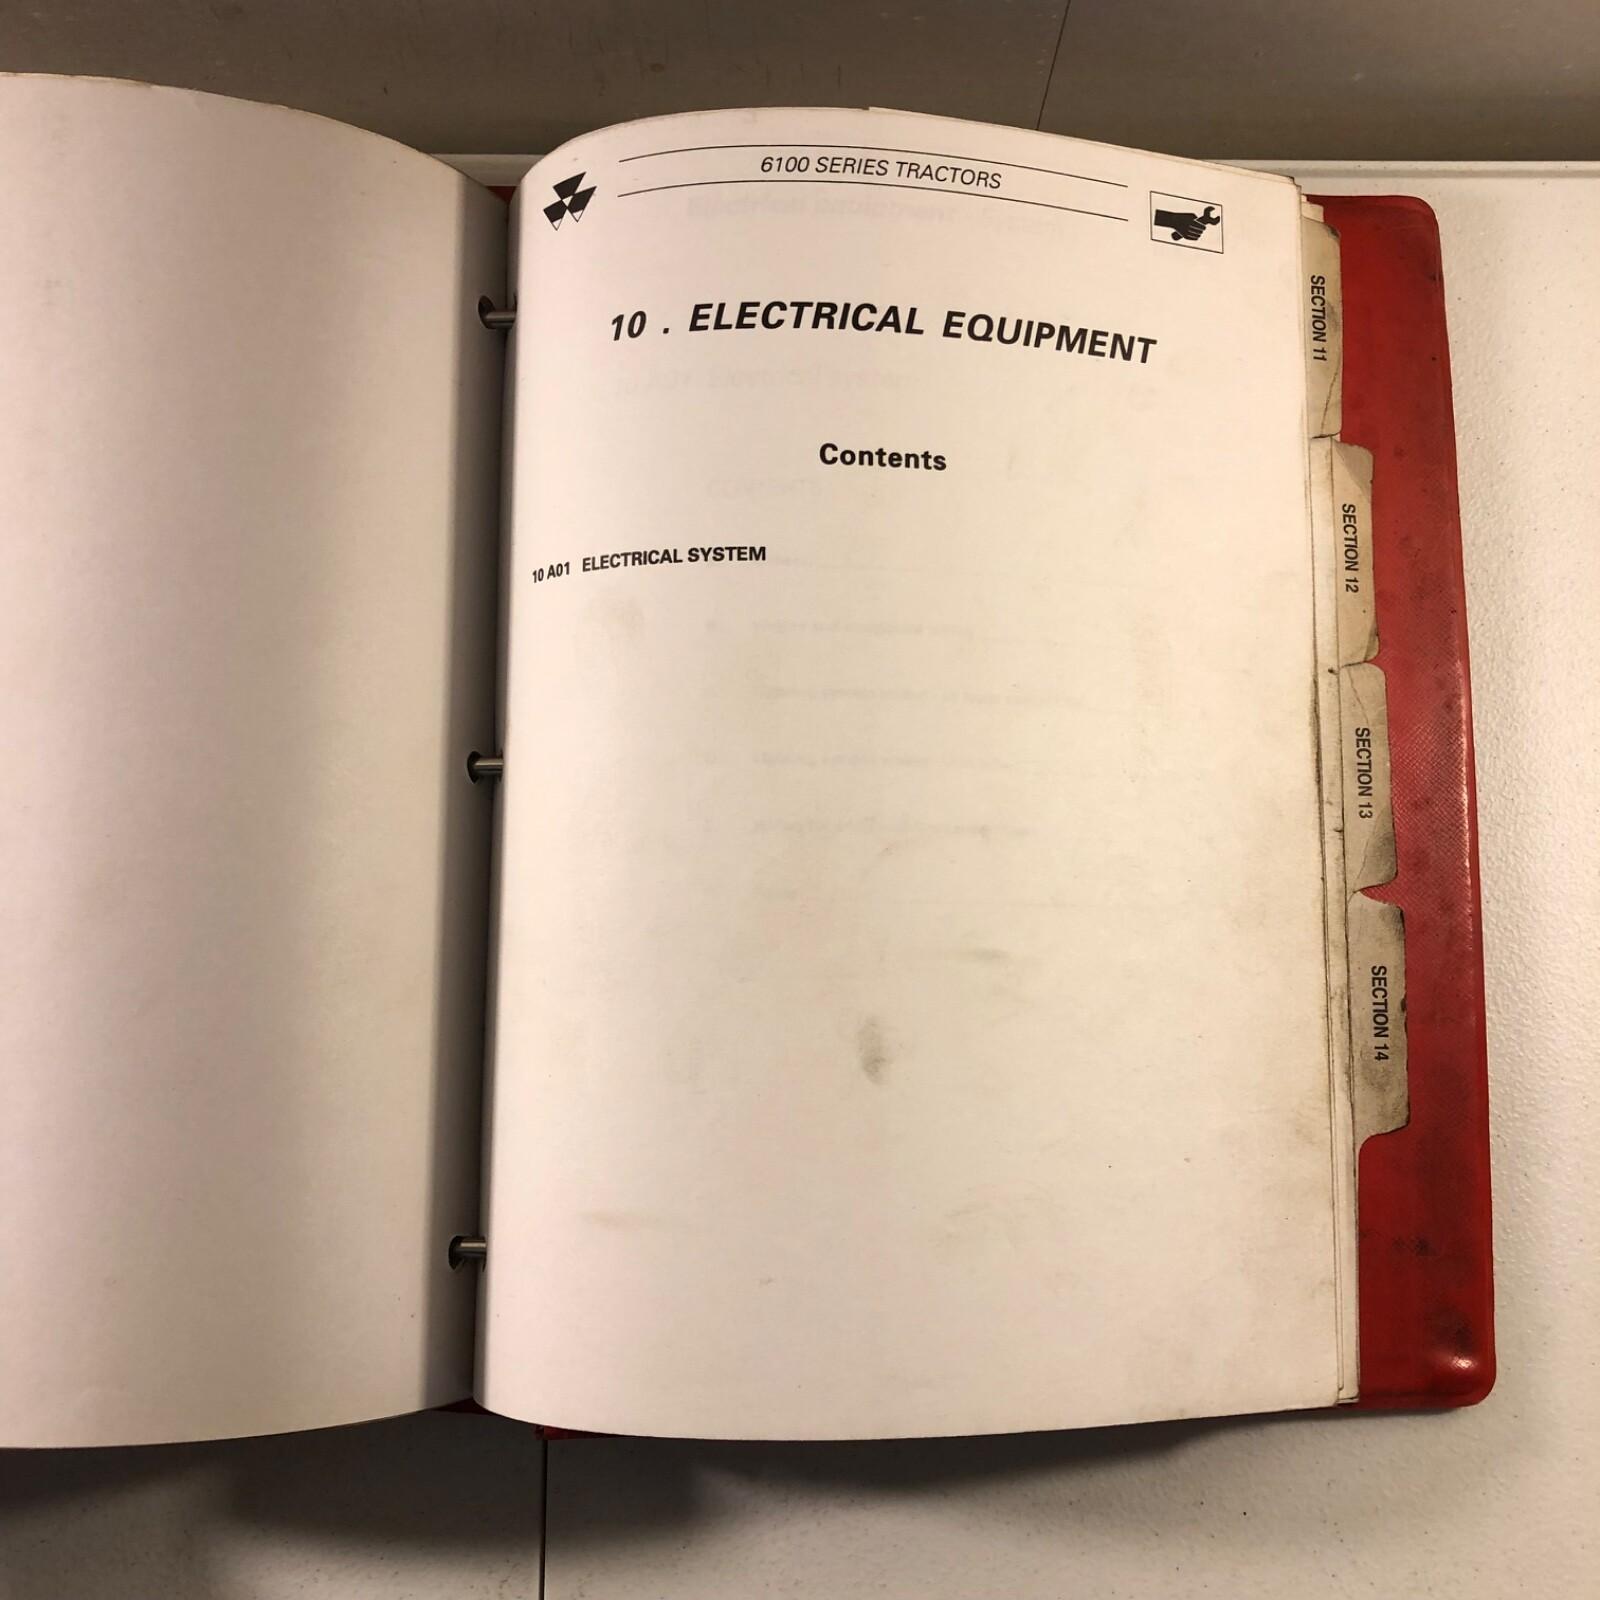 6100 SERIES TRACTORS
10 . ELECTRICAL EQUIPMENT
Contents
10 A01 ELECTRICAL SYSTEM
SECTION 11
SECTION 12
SECTION 13
SECTION 14